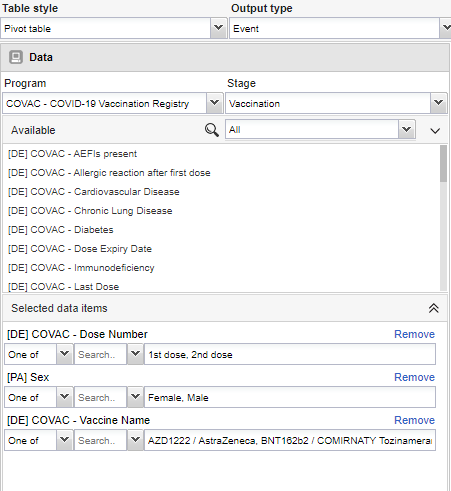 Table style Output type
Pivot table Event
Data
Program Stage
COVAC - COVID-19 Vaccination Registry Vaccination
Available All
[DE] COVAC - AEFIs present
[DE] COVAC - Allergic reaction after first dose
[DE] COVAC - Cardiovascular Disease
[DE] COVAC - Chronic Lung Disease
[DE] COVAC - Diabetes
[DE] COVAC - Dose Expiry Date
[DE] COVAC - Immunodeficiency
[DE] COVAC - Last Dose
Selected data items
[DE] COVAC - Dose Number Remove
One of Search.. 1st dose, 2nd dose
[PA] Sex Remove
One of Search.. Female, Male
[DE] COVAC - Vaccine Name Remove
One of Search.. AZD1222 / AstraZeneca, BNT162b2 / COMIRNATY Tozinamera